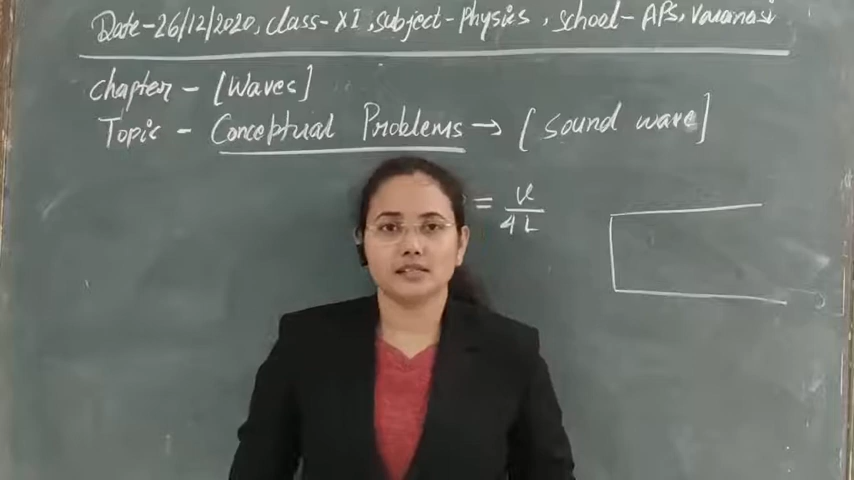 Date-26/12/2020, class-XI, subject-Physics, school-APS, Varanasi
Chapter - [Waves]
Topic - Conceptual Problems → [Sound wave]
= v/4L